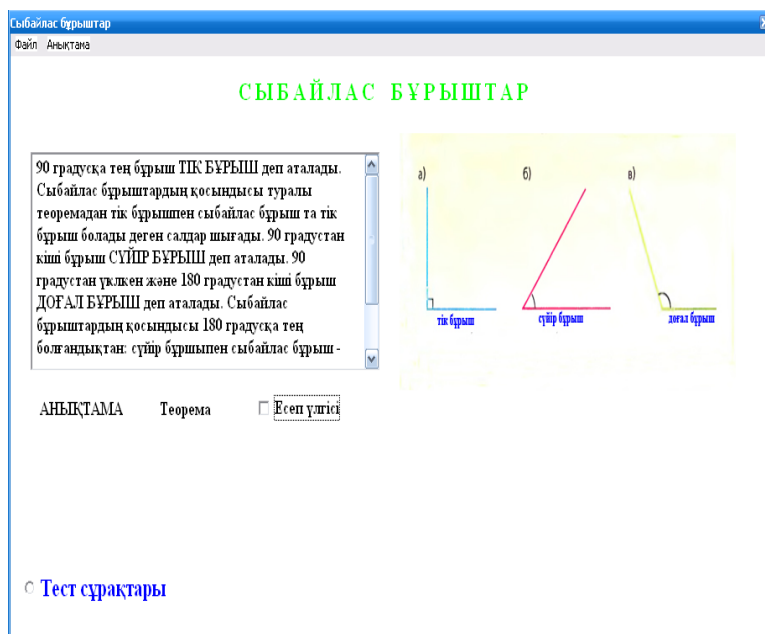 Сыбайлас бұрыштар
Файл Анықтама
СЫБАЙЛАС БҰРЫШТАР
90 градусқа тең бұрыш ТІК БҰРЫШ деп аталады.
Сыбайлас бұрыштардың қосындысы туралы
теоремадан тік бұрышпен сыбайлас бұрыш та тік
бұрыш болады деген салдар шығады. 90 градустан
кіші бұрыш СҮЙІР БҰРЫШ деп аталады. 90
градустан үклкен және 180 градустан кіші бұрыш
ДОҒАЛ БҰРЫШ деп аталады. Сыбайлас
бұрыштардың қосындысы 180 градусқа тең
болғандықтан: сүйір бұршыпен сыбайлас бұрыш -
а) б) в)
тік бұрыш сүйір бұрыш доғал бұрыш
АНЫҚТАМА Теорема Есеп үлгісі
Тест сұрақтары